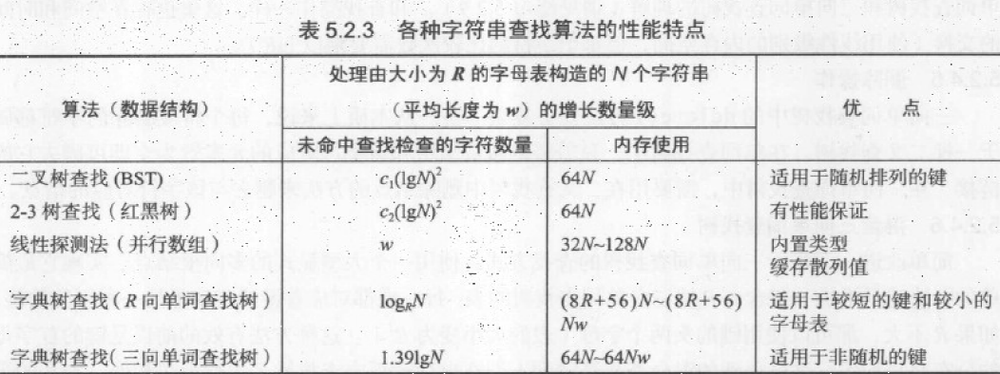 表 5.2.3 各种字符串查找算法的性能特点
算法（数据结构） 处理由大小为 R 的字母表构造的 N 个字符串（平均长度为 w）的增长数量级 优 点
未命中查找检查的字符数量 内存使用
二叉树查找 (BST) c₁(lgN)² 64N 适用于随机排列的键
2-3 树查找（红黑树） c₂(lgN)² 64N 有性能保证
线性探测法（并行数组） w 32N~128N 内置类型
缓存散列值
字典树查找（R 向单词查找树） logRN (8R+56)N~(8R+56)Nw 适用于较短的键和较小的字母表
字典树查找（三向单词查找树） 1.39lgN 64N~64Nw 适用于非随机的键